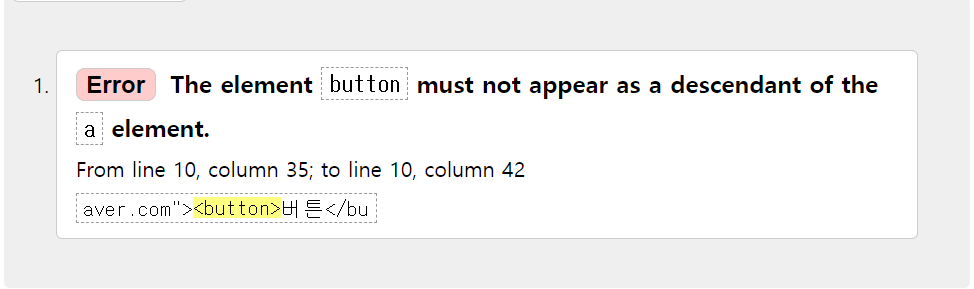 1. Error The element button must not appear as a descendant of the
a element.
From line 10, column 35; to line 10, column 42
aver.com"><button>버튼</bu